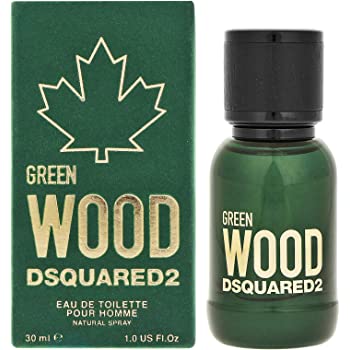 GREEN
WOOD
DSQUARED2
EAU DE TOILETTE
POUR HOMME
NATURAL SPRAY
30 ml ℮ 1.0 US Fl.Oz
GREEN
WOOD
DSQUARED2